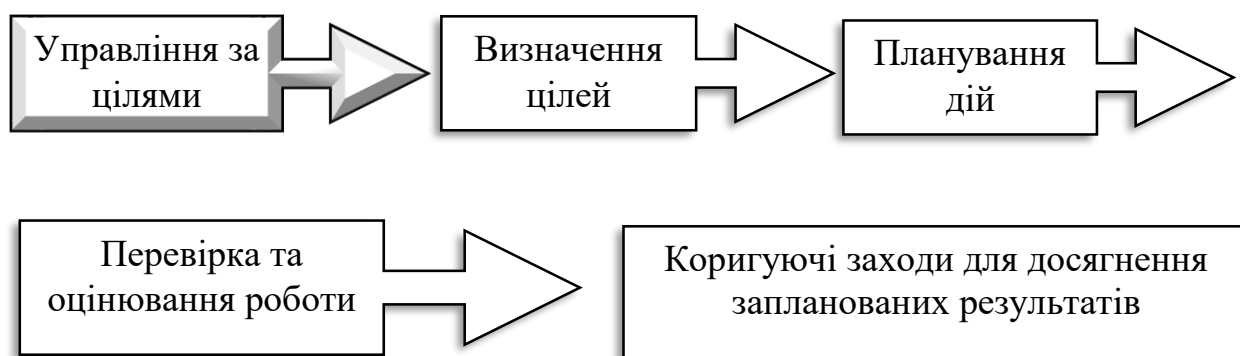 Управління за
цілями
Визначення
цілей
Планування
дій
Перевірка та
оцінювання роботи
Коригуючі заходи для досягнення
запланованих результатів